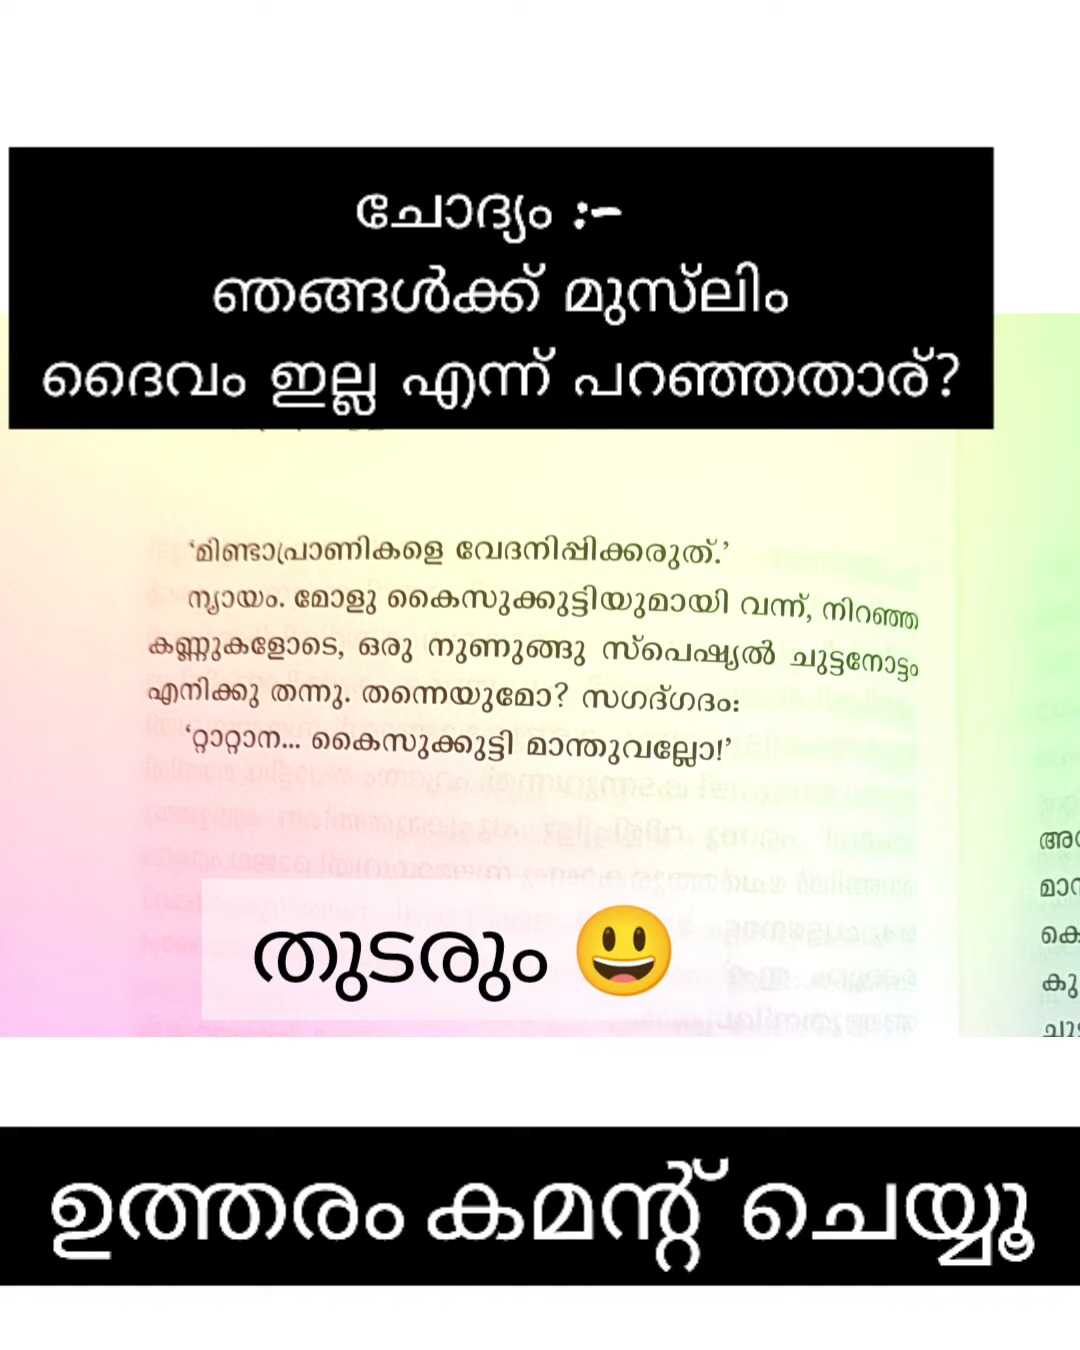 ചോദ്യം :-
ഞങ്ങൾക്ക് മുസ്‌ലിം
ദൈവം ഇല്ല എന്ന് പറഞ്ഞതാര്?
‘മിണ്ടാപ്രാണികളെ വേദനിപ്പിക്കരുത്.’
ന്യായം. മോളു കൈസുക്കുട്ടിയുമായി വന്ന്, നിറഞ്ഞ
കണ്ണുകളോടെ, ഒരു നുണുങ്ങു സ്പെഷ്യൽ ചുട്ടനോട്ടം
എനിക്കു തന്നു. തന്നെയുമോ? സഗദ്ഗദം:
‘റ്റാറ്റാന... കൈസുക്കുട്ടി മാന്തുവല്ലോ!’
തുടരും 😃
ഉത്തരം കമന്റ് ചെയ്യൂ